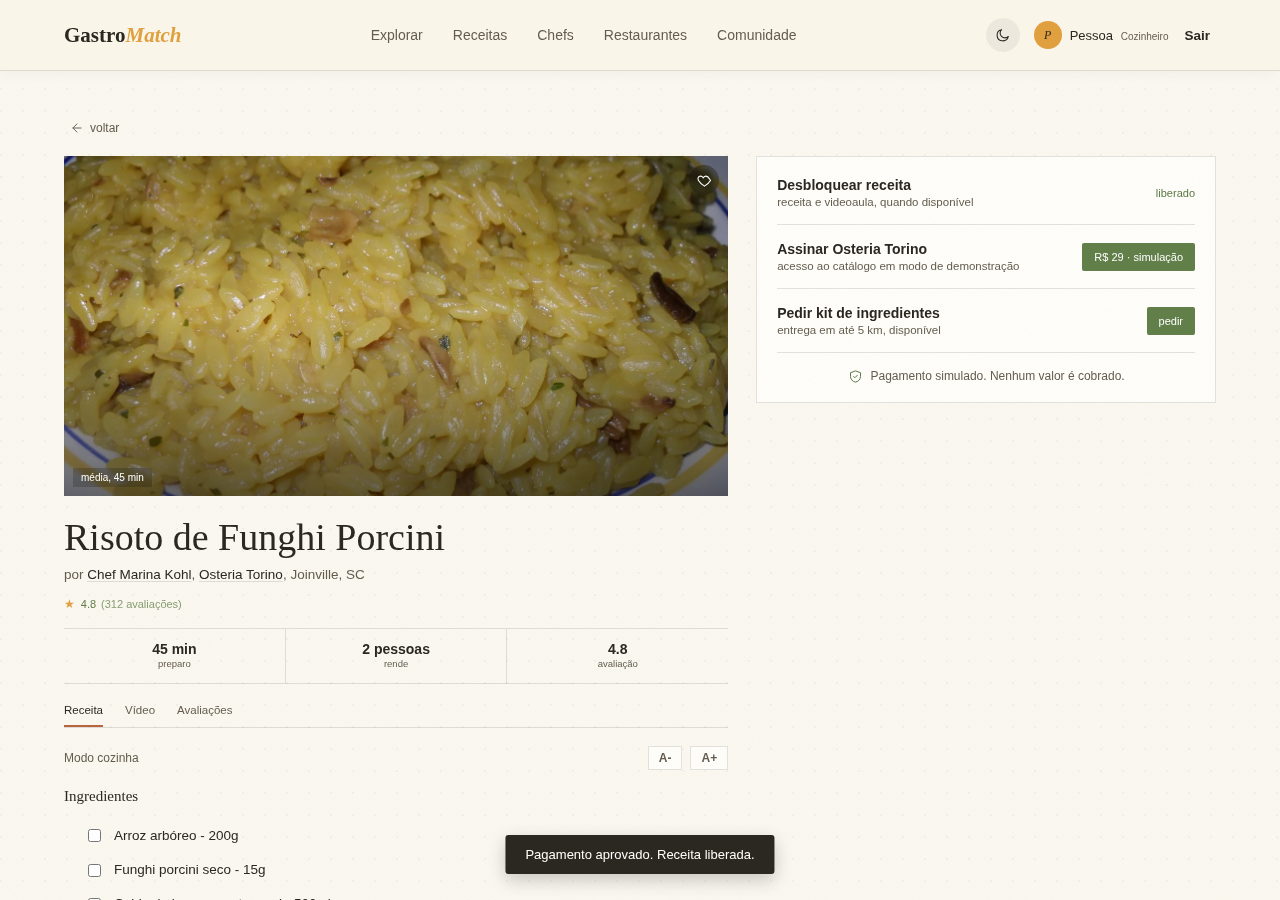 GastroMatch
Explorar
Receitas
Chefs
Restaurantes
Comunidade
P
Pessoa
Cozinheiro
Sair
voltar
média, 45 min
Desbloquear receita
receita e videoaula, quando disponível
liberado
Assinar Osteria Torino
acesso ao catálogo em modo de demonstração
R$ 29 · simulação
Pedir kit de ingredientes
entrega em até 5 km, disponível
pedir
Pagamento simulado. Nenhum valor é cobrado.
Risoto de Funghi Porcini
por Chef Marina Kohl, Osteria Torino, Joinville, SC
★ 4.8 (312 avaliações)
45 min
preparo
2 pessoas
rende
4.8
avaliação
Receita
Vídeo
Avaliações
Modo cozinha
A-
A+
Ingredientes
Arroz arbóreo - 200g
Funghi porcini seco - 15g
Pagamento aprovado. Receita liberada.